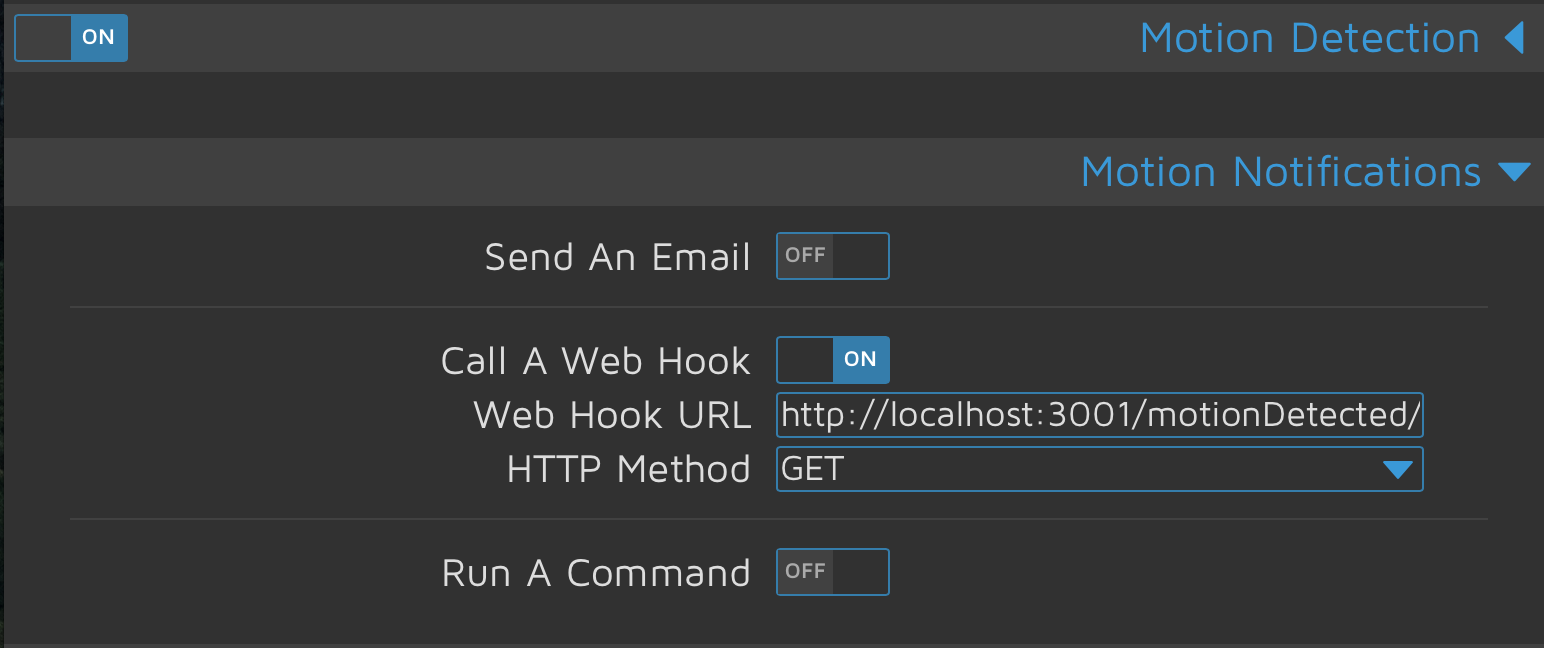 ON
Motion Detection
Motion Notifications
Send An Email OFF
Call A Web Hook ON
Web Hook URL http://localhost:3001/motionDetected/
HTTP Method GET
Run A Command OFF